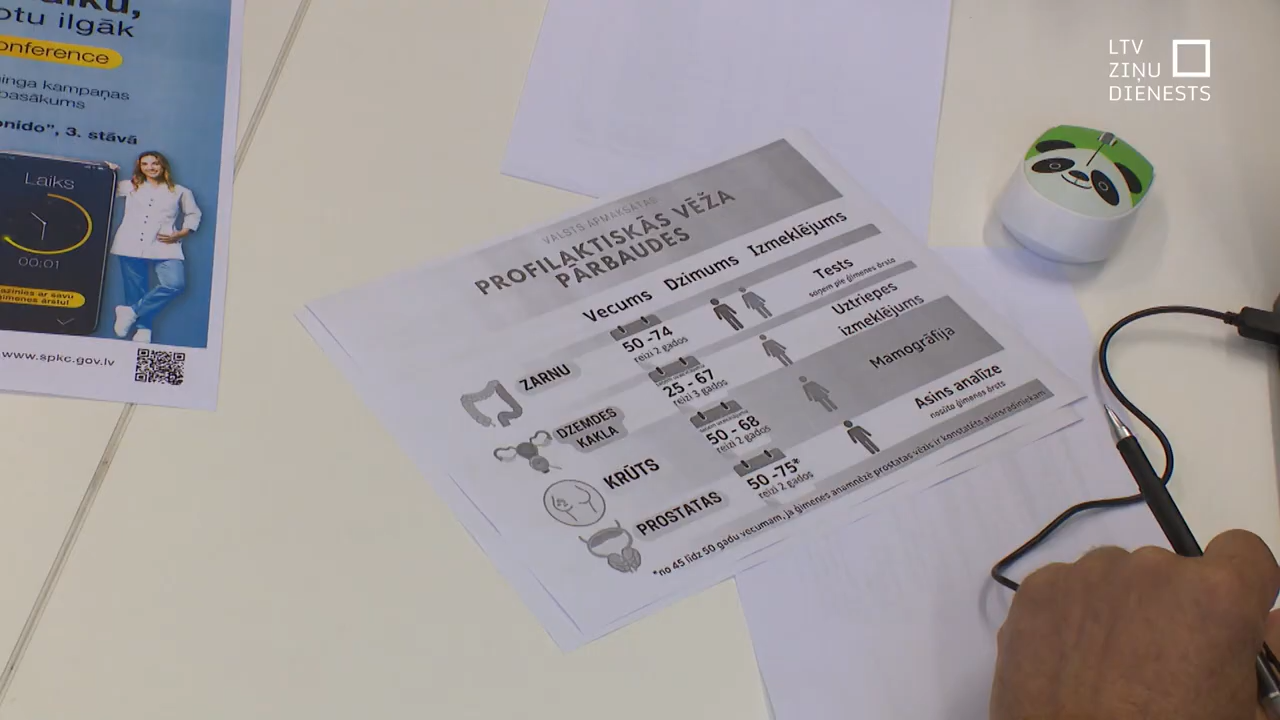 otu ilgāk
onference
inga kampaņas
pasākums
onido", 3. stāvā
Laiks
00:01
www.spkc.gov.lv
LTV
ZIŅU
DIENESTS
VALSTS APMAKSĀTAS
PROFILAKTISKĀS VĒŽA
PĀRBAUDES
Vecums Dzimums Izmeklējums
ZARNU
50 -74
reizi 2 gados
Tests
saņem pie ģimenes ārsta
DZEMDES
KAKLA
25 - 67
reizi 3 gados
Uztriepes
izmeklējums
KRŪTS
50 - 68
reizi 2 gados
Mamogrāfija
PROSTATAS
50 -75*
reizi 2 gados
Asins analīze
nosūta ģimenes ārsts
*no 45 līdz 50 gadu vecumam, ja ģimenes anamnēzē prostatas vēzis ir konstatēts asinsradiniekam